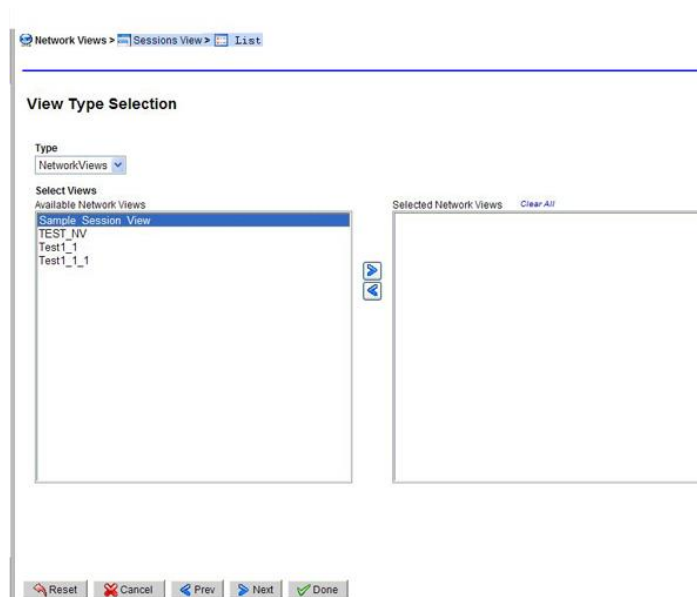 Network Views > Sessions View > List
View Type Selection
Type
NetworkViews
Select Views
Available Network Views
Sample_Session_View
TEST_NV
Test1_1
Test1_1_1
Selected Network Views Clear All
Reset Cancel Prev Next Done